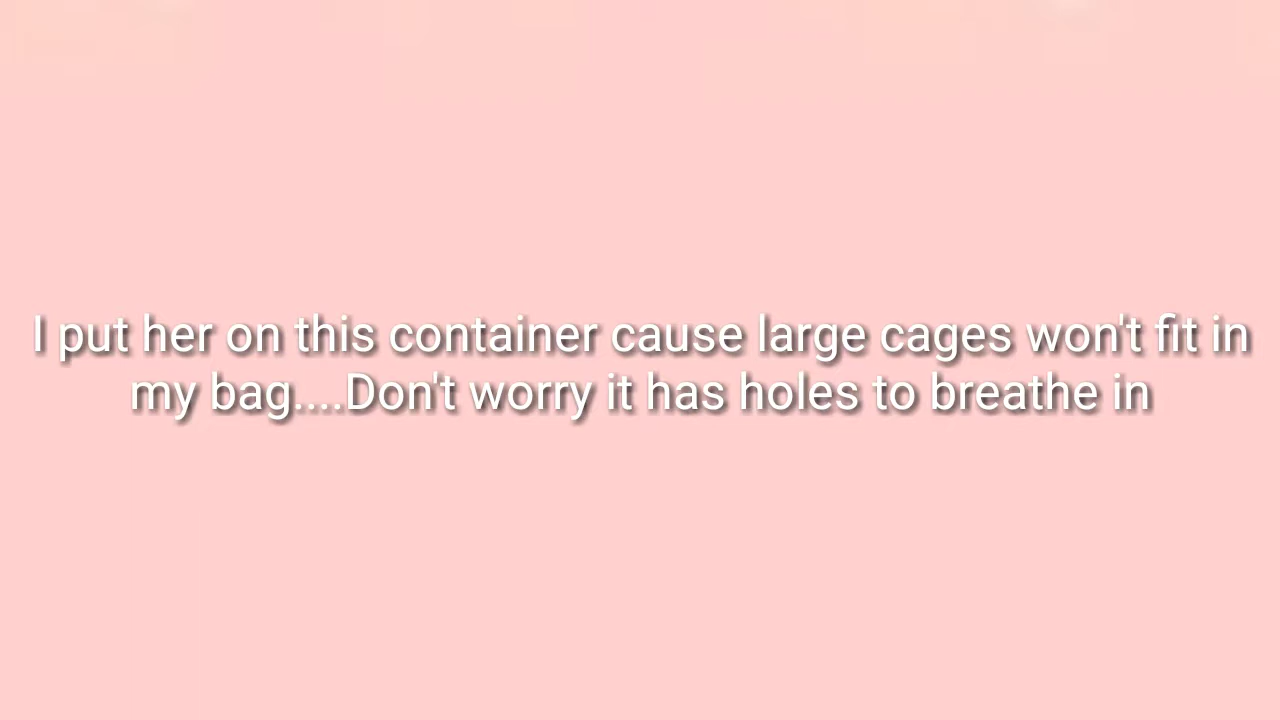 I put her on this container cause large cages won't fit in
my bag....Don't worry it has holes to breathe in